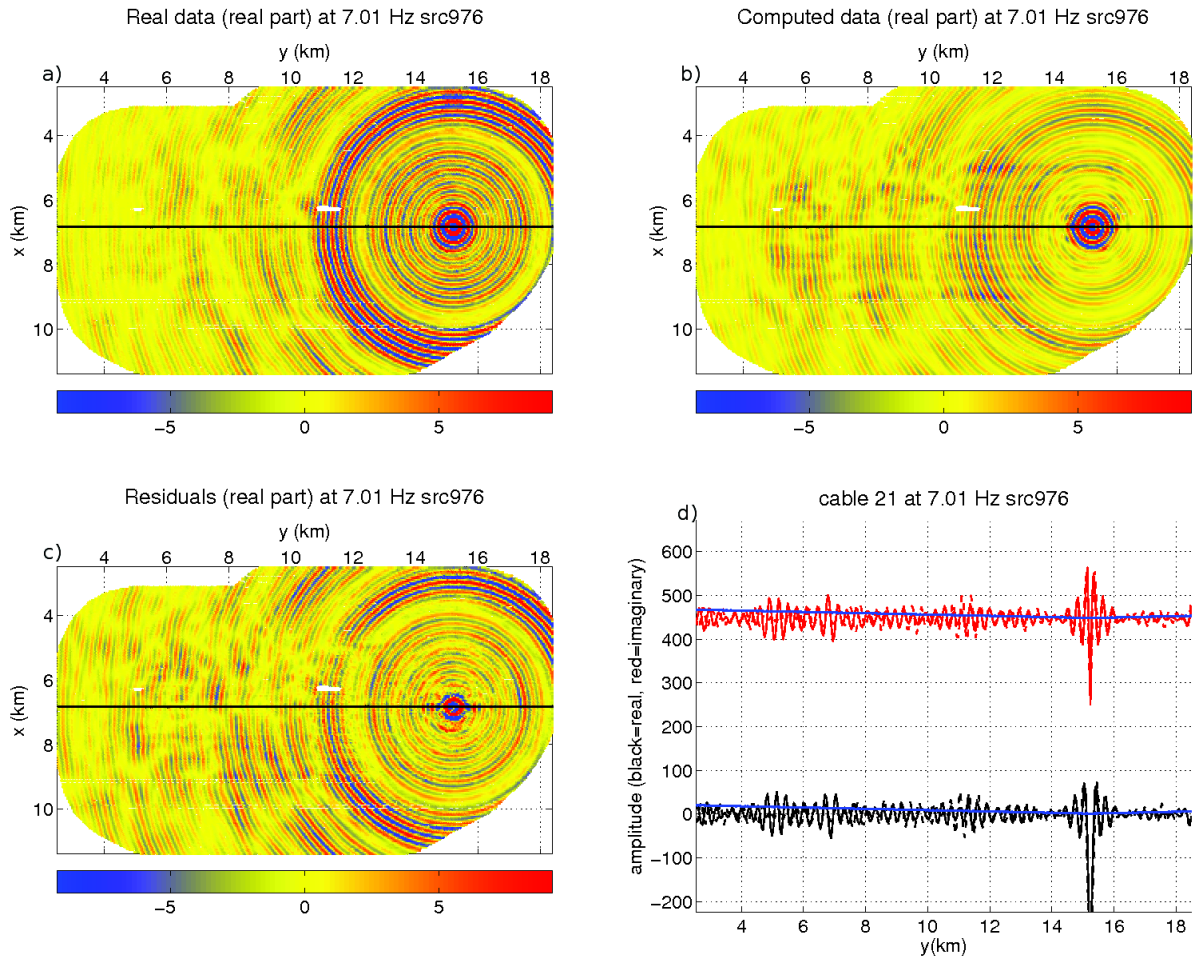 Real data (real part) at 7.01 Hz src976
y (km)
a)
4 6 8 10 12 14 16 18
x (km)
4
6
8
10
−5 0 5
Computed data (real part) at 7.01 Hz src976
y (km)
b)
4 6 8 10 12 14 16 18
x (km)
4
6
8
10
−5 0 5
Residuals (real part) at 7.01 Hz src976
y (km)
c)
4 6 8 10 12 14 16 18
x (km)
4
6
8
10
−5 0 5
cable 21 at 7.01 Hz src976
d)
amplitude (black=real, red=imaginary)
600
500
400
300
200
100
0
−100
−200
4 6 8 10 12 14 16 18
y(km)